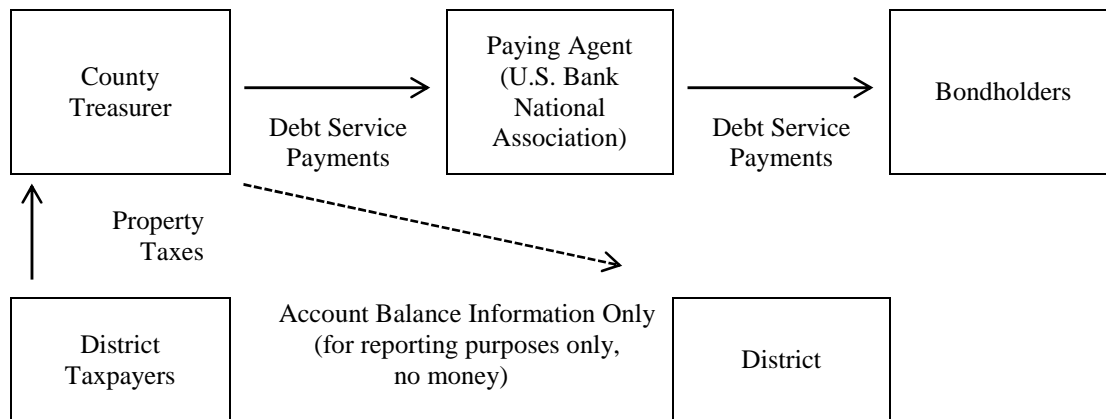 County
Treasurer
Debt Service
Payments
Paying Agent
(U.S. Bank
National
Association)
Debt Service
Payments
Bondholders
Property
Taxes
District
Taxpayers
Account Balance Information Only
(for reporting purposes only,
no money)
District